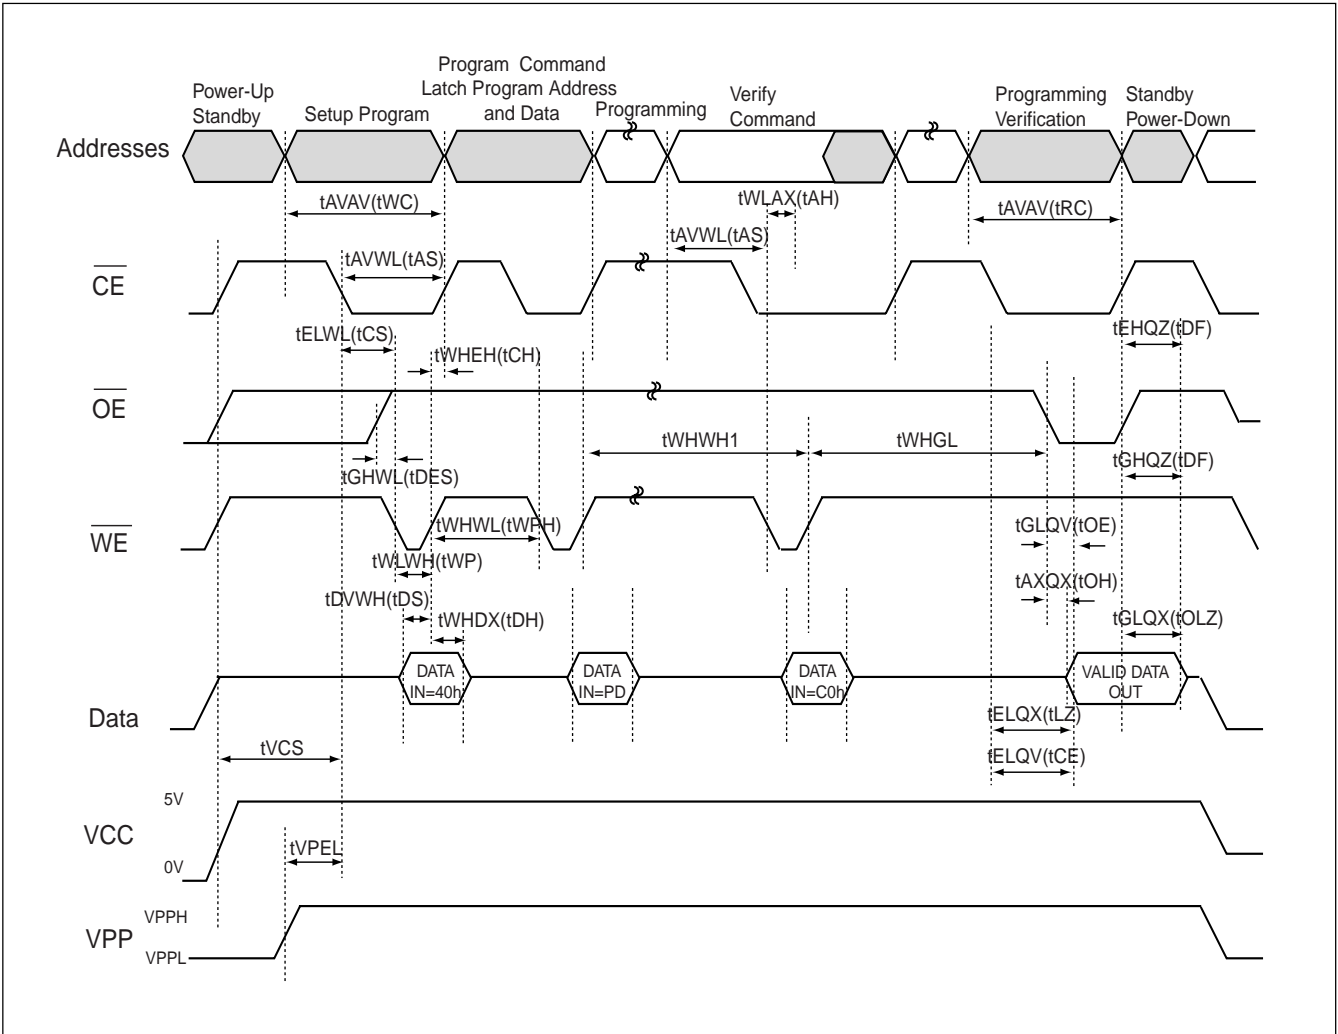 Power-Up
Standby
Setup Program
Program Command
Latch Program Address
and Data
Programming
Verify
Command
Programming
Verification
Standby
Power-Down
Addresses
tAVAV(tWC)
tWLAX(tAH)
tAVAV(tRC)
tAVWL(tAS)
tAVWL(tAS)
CE
tELWL(tCS)
tWHEH(tCH)
tEHQZ(tDF)
OE
tWHWH1
tWHGL
tGHWL(tDES)
tGHQZ(tDF)
WE
tWHWL(tWPH)
tGLQV(tOE)
tWLWH(tWP)
tAXQX(tOH)
tDVWH(tDS)
tWHDX(tDH)
tGLQX(tOLZ)
DATA
IN=40h
DATA
IN=PD
DATA
IN=C0h
VALID DATA
OUT
Data
tELQX(tLZ)
tVCS
tELQV(tCE)
5V
VCC
0V
tVPEL
VPPH
VPP
VPPL